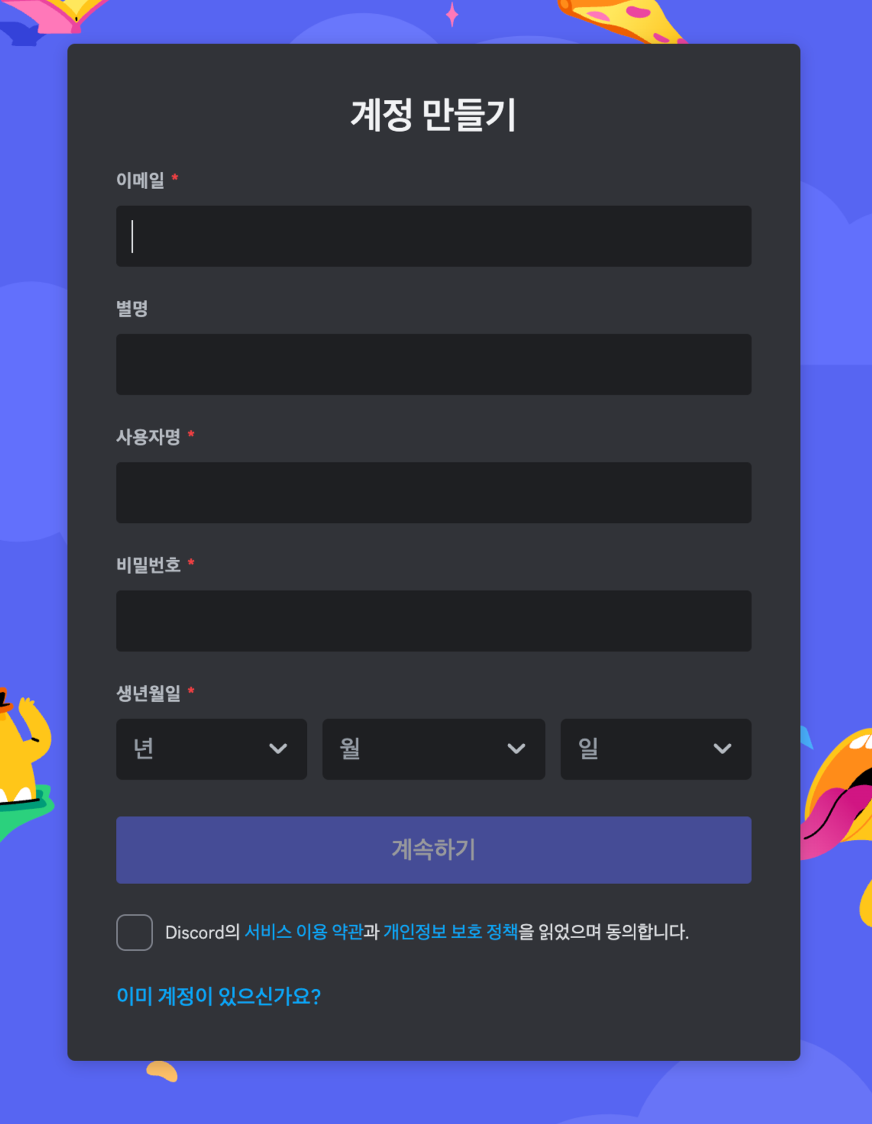 계정 만들기
이메일 *
별명
사용자명 *
비밀번호 *
생년월일 *
년 월 일
계속하기
Discord의 서비스 이용 약관과 개인정보 보호 정책을 읽었으며 동의합니다.
이미 계정이 있으신가요?